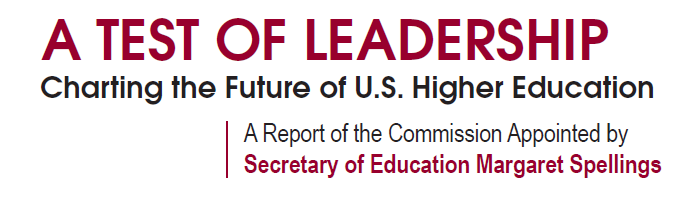 A TEST OF LEADERSHIP
Charting the Future of U.S. Higher Education
A Report of the Commission Appointed by
Secretary of Education Margaret Spellings